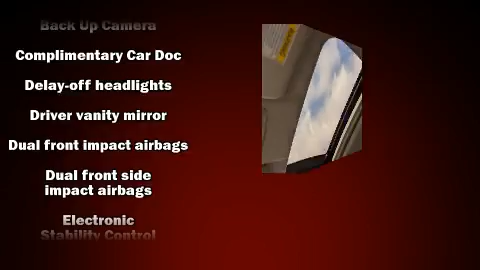 Back Up Camera
Complimentary Car Doc
Delay-off headlights
Driver vanity mirror
Dual front impact airbags
Dual front side
impact airbags
Electronic
Stability Control